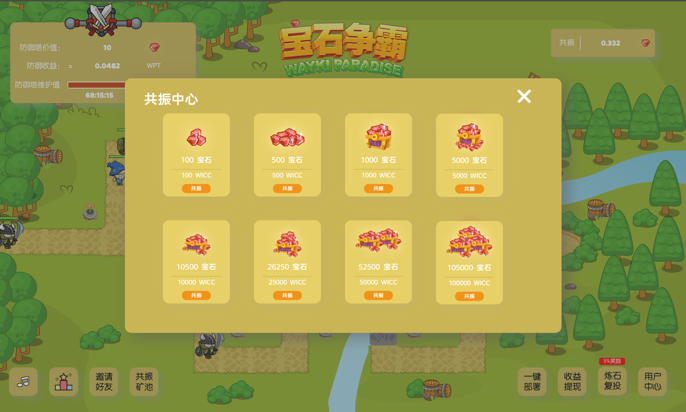 宝石争霸
WAYKI PARADISE
防御塔价值: 10
防御收益: ≈ 0.0462 WPT
防御塔维护值:
68:15:15
共振 0.332
共振中心
100 宝石
100 WICC
共振
500 宝石
500 WICC
共振
1000 宝石
1000 WICC
共振
5000 宝石
5000 WICC
共振
10500 宝石
10000 WICC
共振
26250 宝石
25000 WICC
共振
52500 宝石
50000 WICC
共振
105000 宝石
100000 WICC
共振
邀请
好友
共振
矿池
一键
部署
收益
提现
5%奖励
炼石
复投
用户
中心